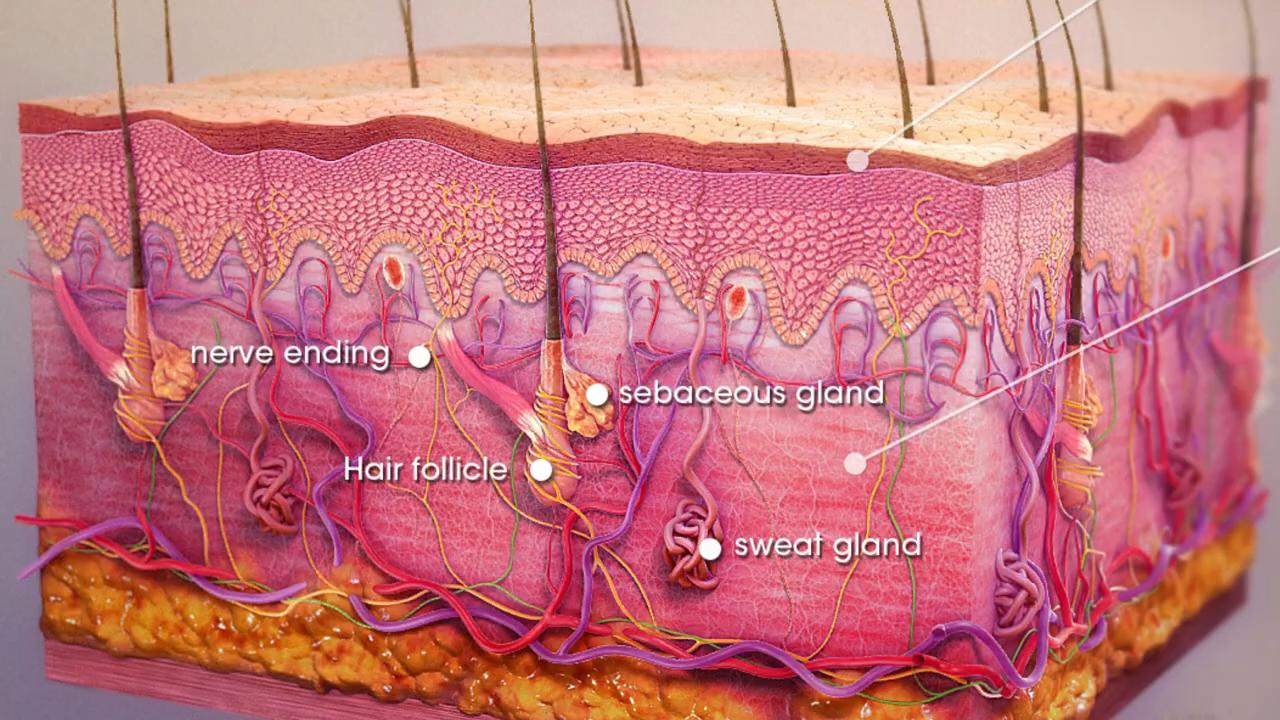 nerve ending
sebaceous gland
Hair follicle
sweat gland